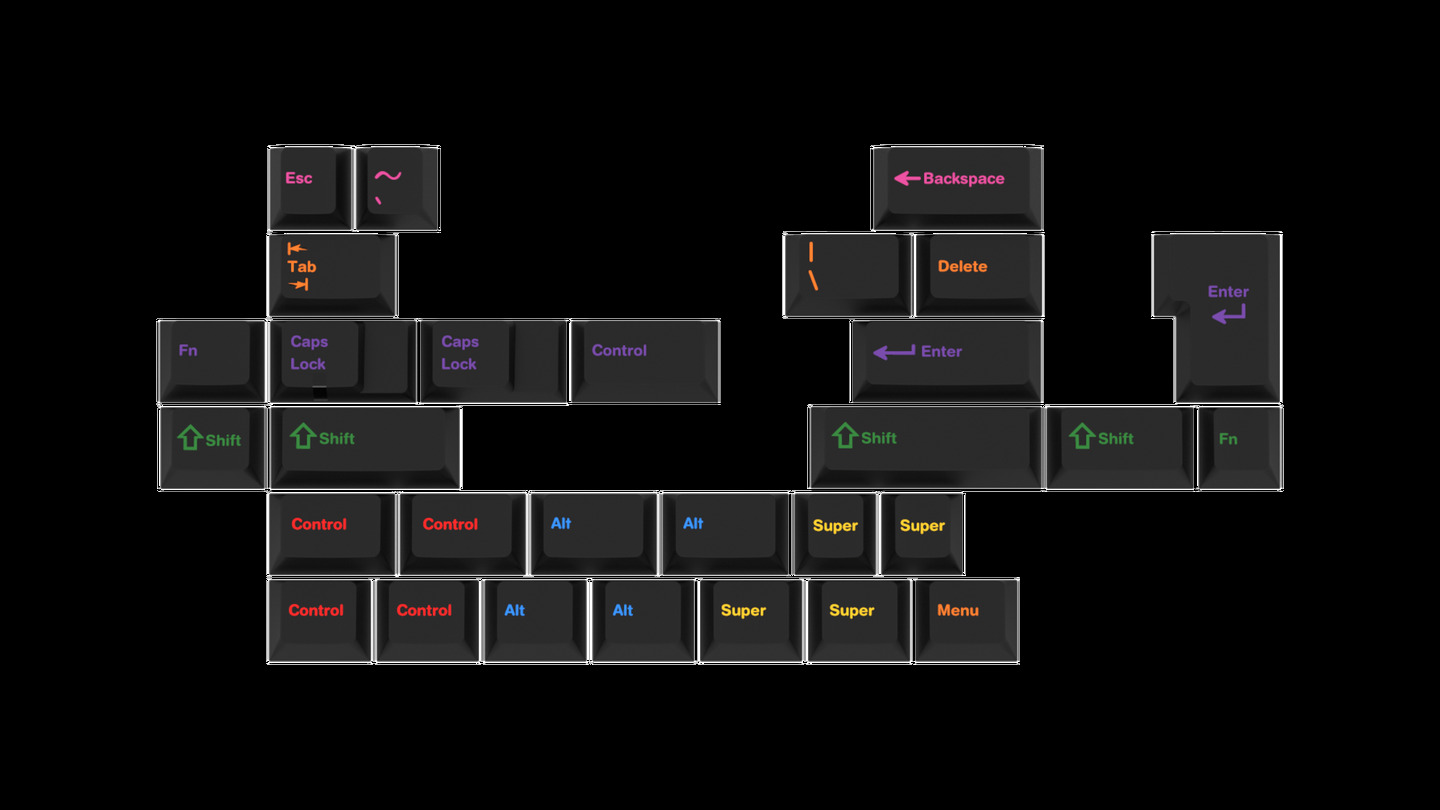 Esc ~ ← Backspace
`
Tab | Delete
\
Enter
Fn Caps Lock Caps Lock Control Enter
Shift Shift Shift Shift Fn
Control Control Alt Alt Super Super
Control Control Alt Alt Super Super Menu